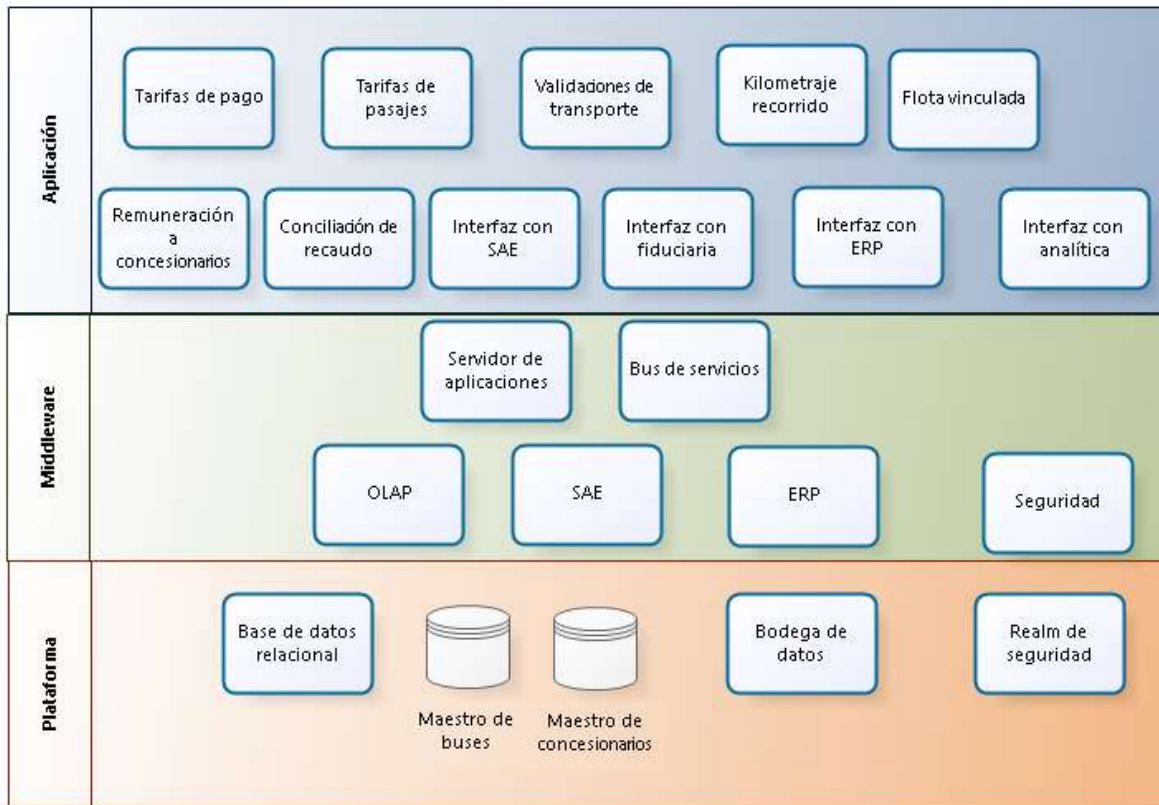 Aplicación
Tarifas de pago
Tarifas de
pasajes
Validaciones de
transporte
Kilometraje
recorrido
Flota vinculada
Remuneración
a
concesionarios
Conciliación de
recaudo
Interfaz con
SAE
Interfaz con
fiduciaria
Interfaz con
ERP
Interfaz con
analítica
Middleware
Servidor de
aplicaciones
Bus de servicios
OLAP
SAE
ERP
Seguridad
Plataforma
Base de datos
relacional
Maestro de
buses
Maestro de
concesionarios
Bodega de
datos
Realm de
seguridad